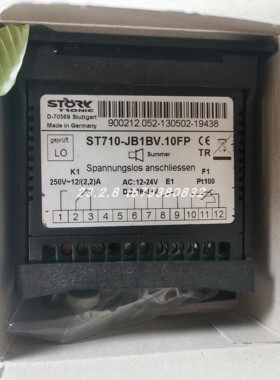 STÖRK
TRONIC
D-70569 Stuttgart
Made in Germany
900212.052-130502-19438
geprüft
LO
ST710-JB1BV.10FP
Summer
CE
TR
Spannungslos anschliessen
K1
F1
250V~12/(2,2)A
AC:12-24V
E1
Pt100
1 2 3 4 5 6 7 8 9 10 11 12